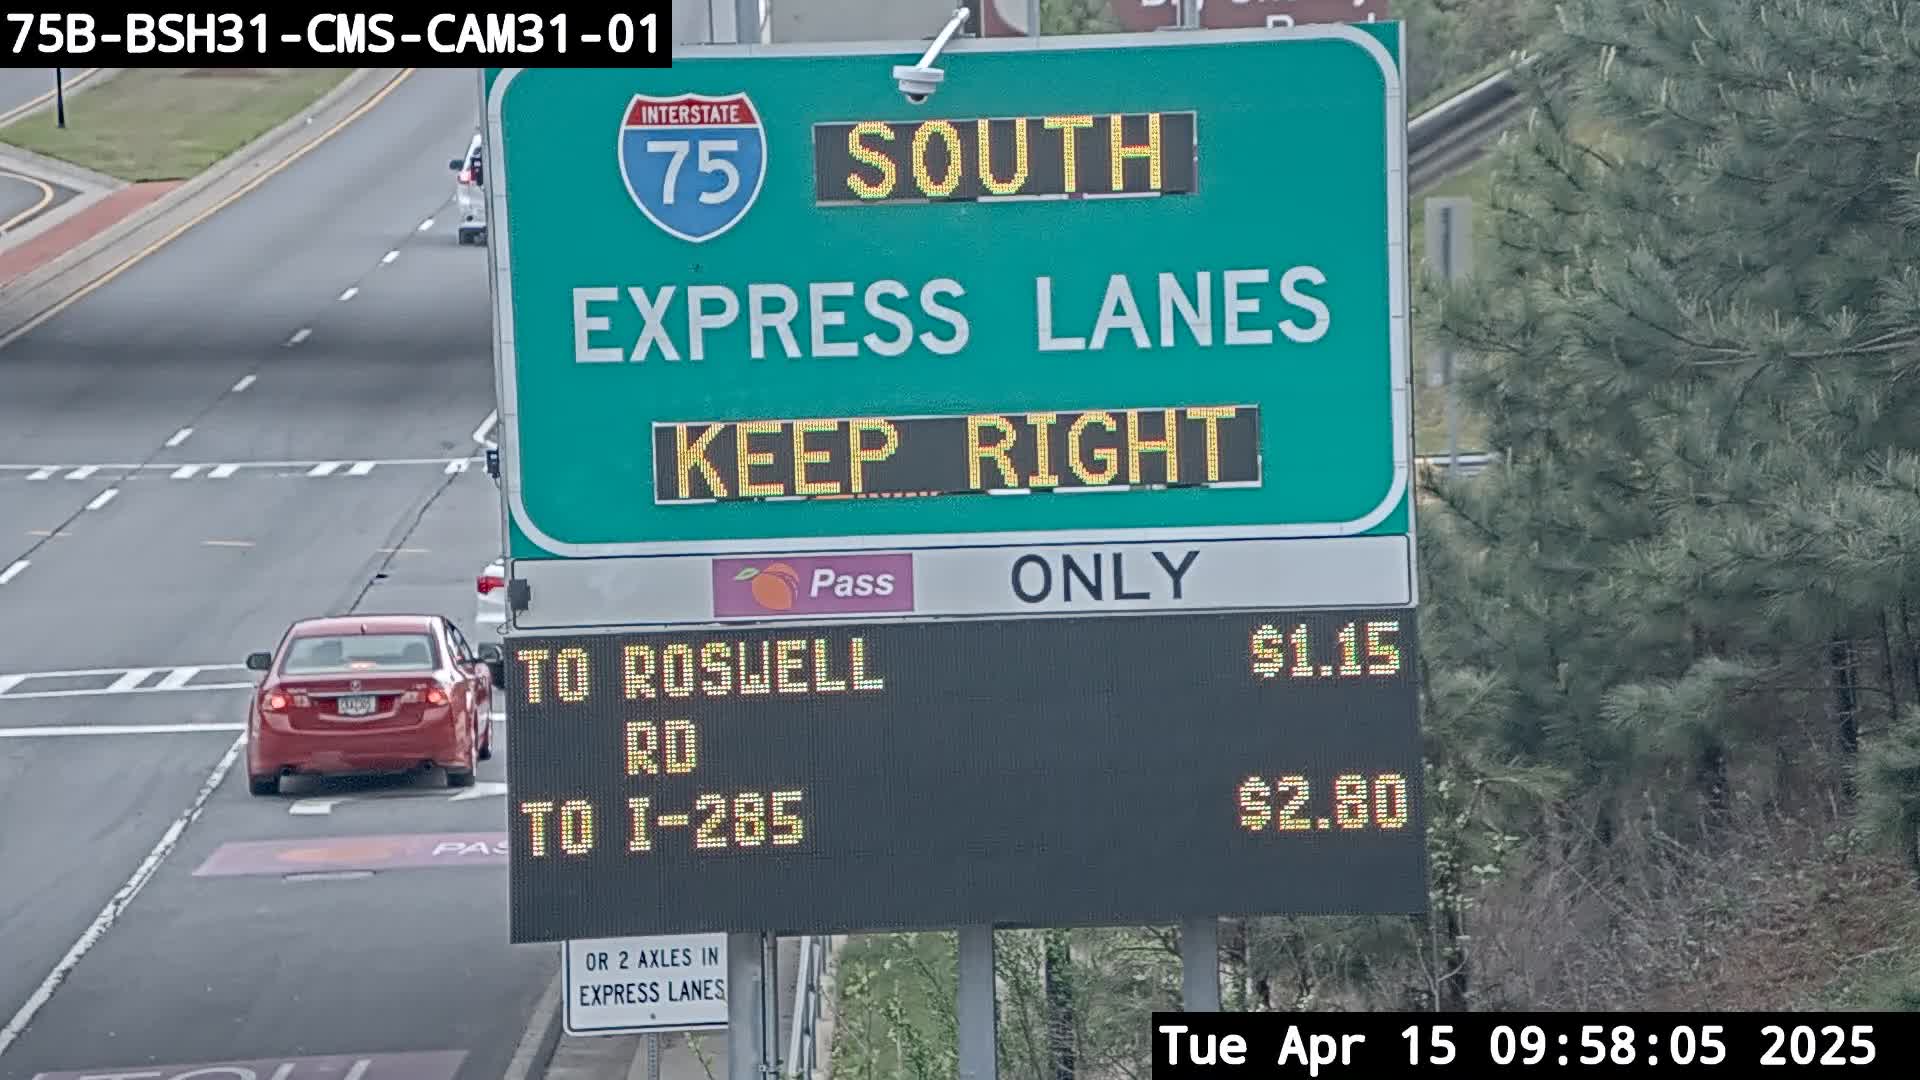 75B-BSH31-CMS-CAM31-01
INTERSTATE
75
SOUTH
EXPRESS LANES
KEEP RIGHT
Pass ONLY
TO ROSWELL $1.15
RD
TO I-285 $2.80
OR 2 AXLES IN
EXPRESS LANES
TOLL
Tue Apr 15 09:58:05 2025